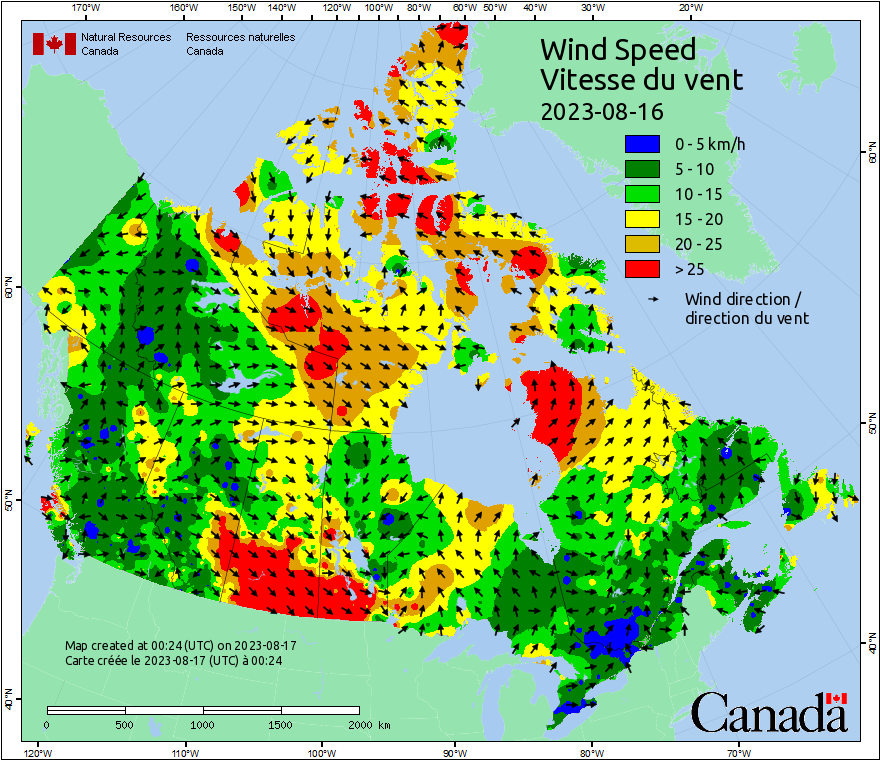 170°W 160°W 150°W 140°W 120°W 100°W 80°W 60°W 50°W 40°W 30°W 20°W
Natural Resources Ressources naturelles
Canada Canada
Wind Speed
Vitesse du vent
2023-08-16
0 - 5 km/h
5 - 10
10 - 15
15 - 20
20 - 25
> 25
Wind direction /
direction du vent
60°N 60°N
50°N 50°N
40°N 40°N
Map created at 00:24 (UTC) on 2023-08-17
Carte créée le 2023-08-17 (UTC) à 00:24
0 500 1000 1500 2000 km
Canada
120°W 110°W 100°W 90°W 80°W 70°W